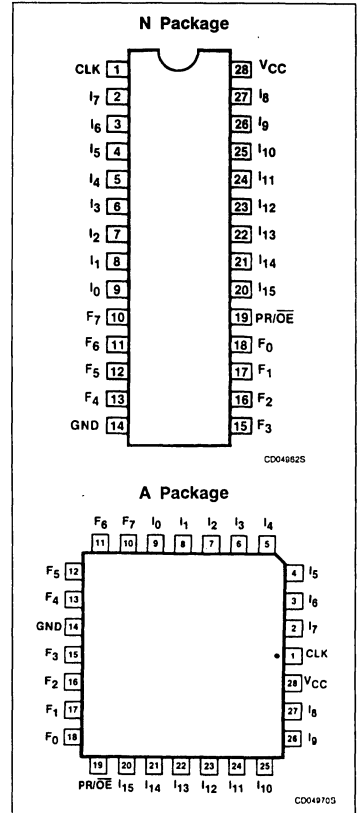 N Package
CLK 1 28 VCC
I7 2 27 I8
I6 3 26 I9
I5 4 25 I10
I4 5 24 I11
I3 6 23 I12
I2 7 22 I13
I1 8 21 I14
I0 9 20 I15
F7 10 19 PR/O̅E̅
F6 11 18 F0
F5 12 17 F1
F4 13 16 F2
GND 14 15 F3
CD04962S
A Package
F6 F7 I0 I1 I2 I3 I4
11 10 9 8 7 6 5
F5 12 4 I5
F4 13 3 I6
GND 14 2 I7
F3 15 1 CLK
F2 16 28 VCC
F1 17 27 I8
F0 18 26 I9
19 20 21 22 23 24 25
PR/O̅E̅ I15 I14 I13 I12 I11 I10
CD04970S